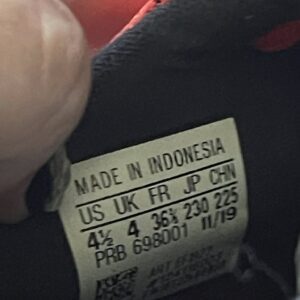 MADE IN INDONESIA
US UK FR JP CHN
4½ 4 36⅔ 230 225
PRB 698001 11/19